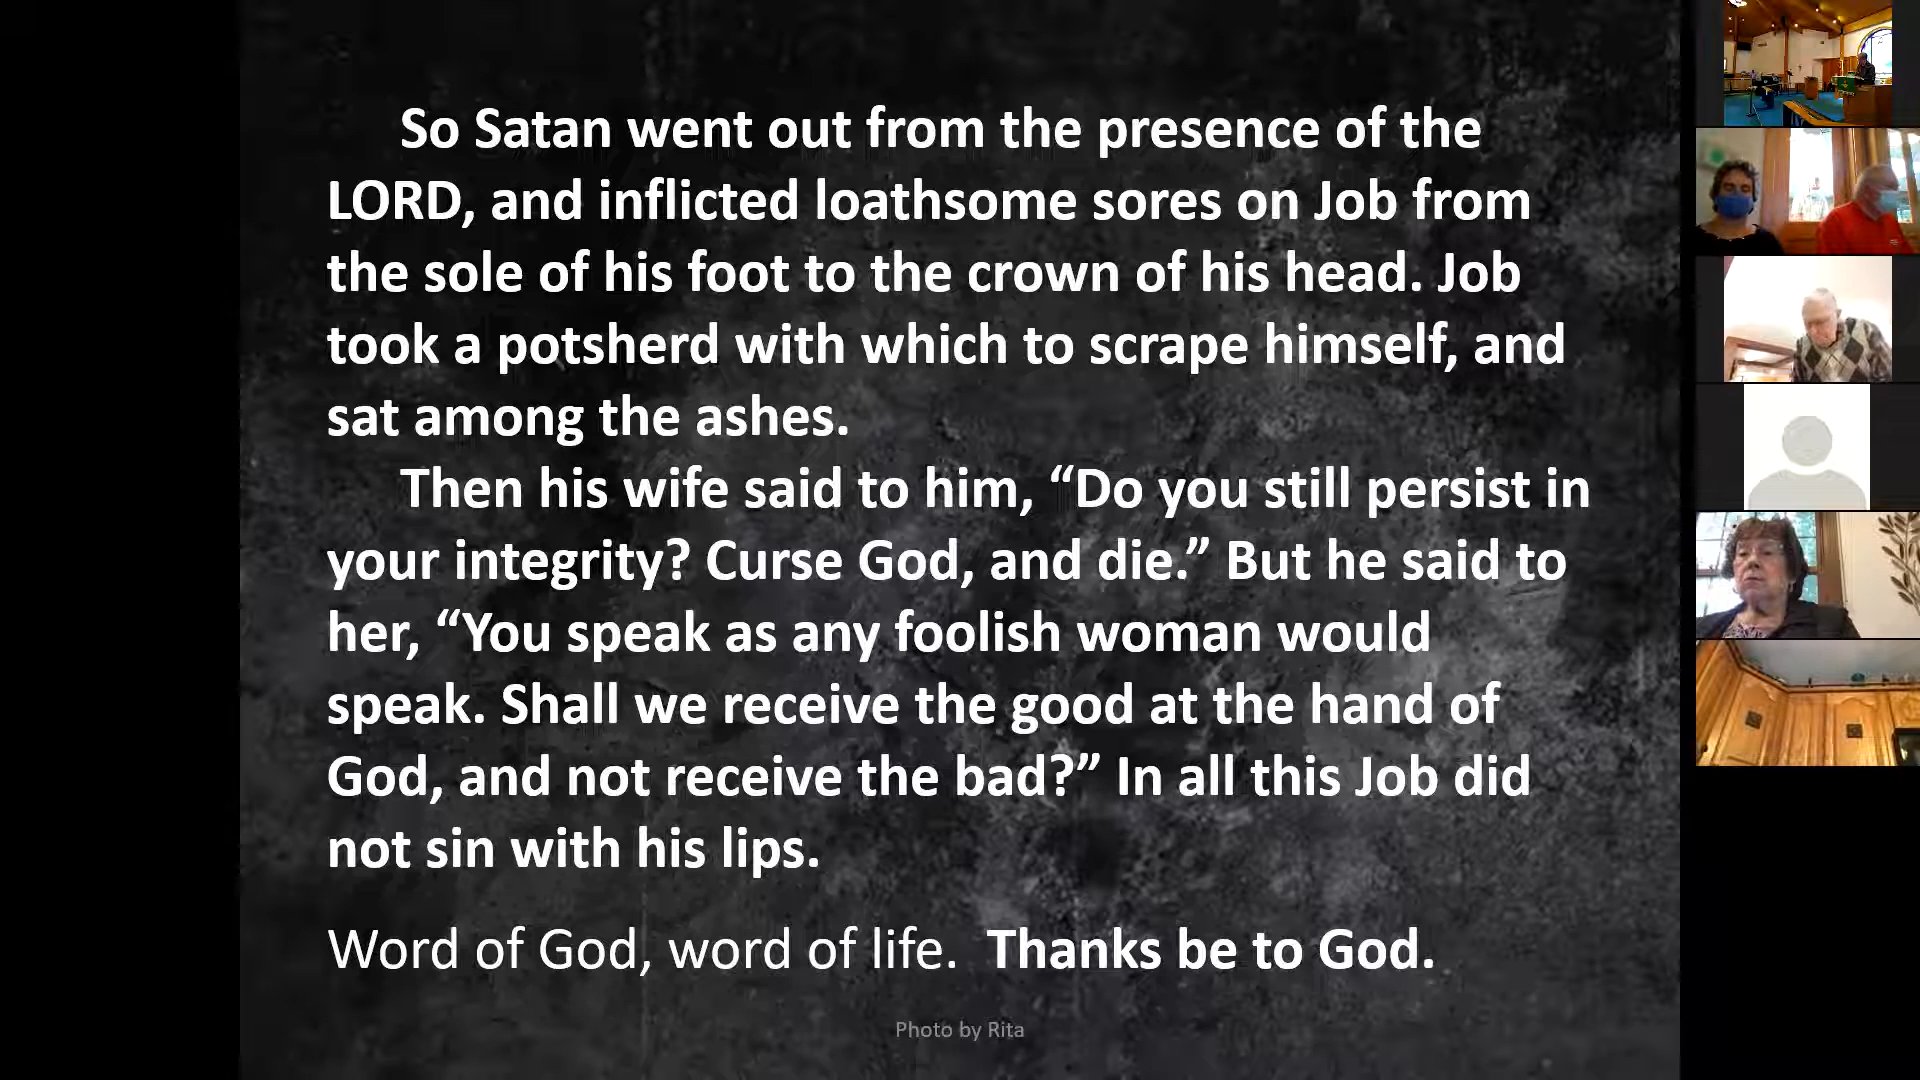 So Satan went out from the presence of the
LORD, and inflicted loathsome sores on Job from
the sole of his foot to the crown of his head. Job
took a potsherd with which to scrape himself, and
sat among the ashes.
Then his wife said to him, “Do you still persist in
your integrity? Curse God, and die.” But he said to
her, “You speak as any foolish woman would
speak. Shall we receive the good at the hand of
God, and not receive the bad?” In all this Job did
not sin with his lips.
Word of God, word of life. Thanks be to God.
Photo by Rita